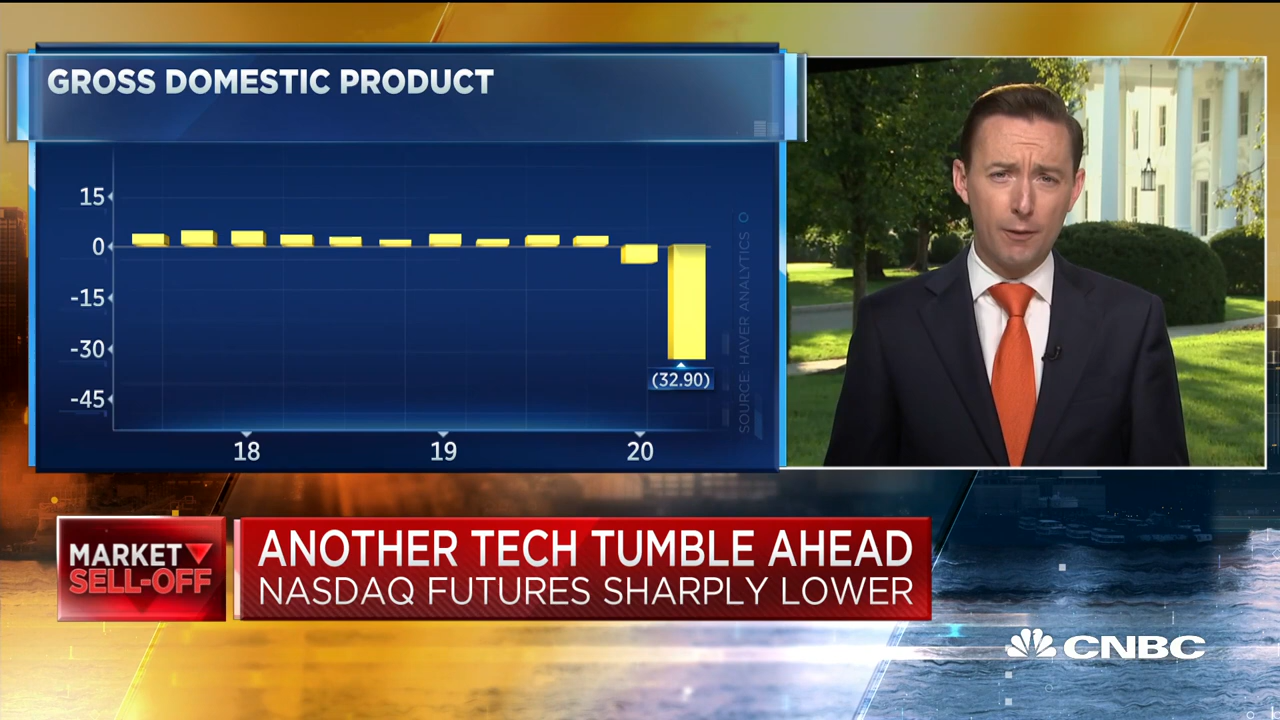 GROSS DOMESTIC PRODUCT
15
0
-15
-30
-45
(32.90)
18
19
20
SOURCE: HAVER ANALYTICS
MARKET
SELL-OFF
ANOTHER TECH TUMBLE AHEAD
NASDAQ FUTURES SHARPLY LOWER
CNBC